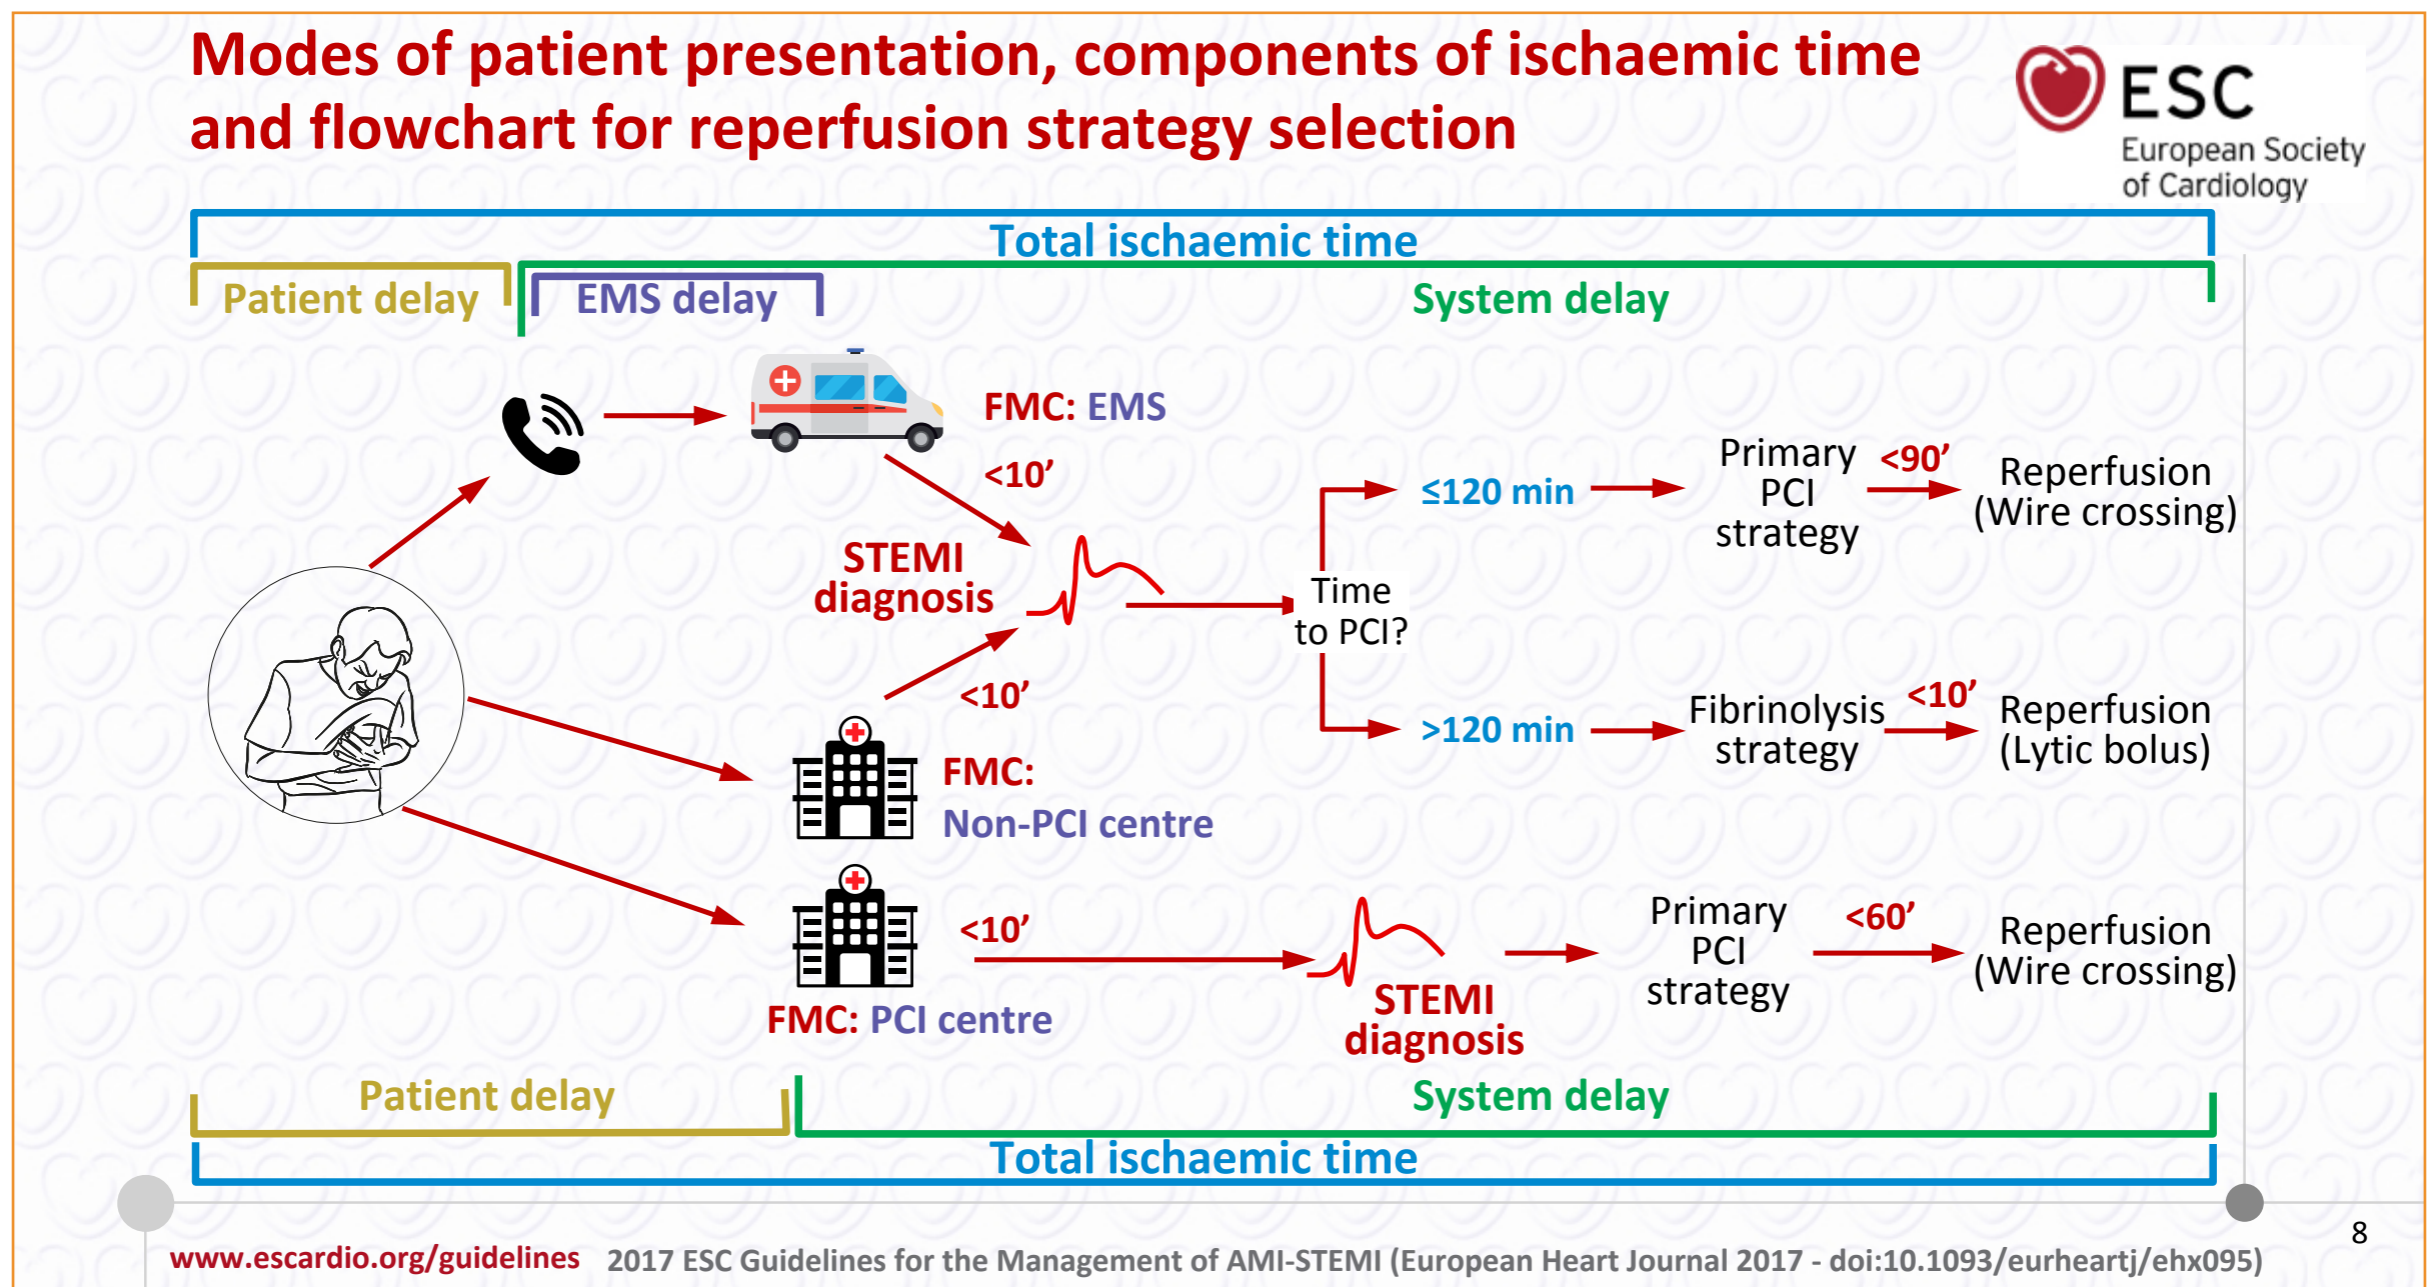 Modes of patient presentation, components of ischaemic time
and flowchart for reperfusion strategy selection
ESC
European Society
of Cardiology
Total ischaemic time
Patient delay
EMS delay
System delay
FMC: EMS
<10’
STEMI
diagnosis
<10’
FMC:
Non-PCI centre
Time
to PCI?
≤120 min
Primary
PCI
strategy
<90’
Reperfusion
(Wire crossing)
>120 min
Fibrinolysis
strategy
<10’
Reperfusion
(Lytic bolus)
FMC: PCI centre
<10’
STEMI
diagnosis
Primary
PCI
strategy
<60’
Reperfusion
(Wire crossing)
Patient delay
System delay
Total ischaemic time
8
www.escardio.org/guidelines 2017 ESC Guidelines for the Management of AMI-STEMI (European Heart Journal 2017 - doi:10.1093/eurheartj/ehx095)